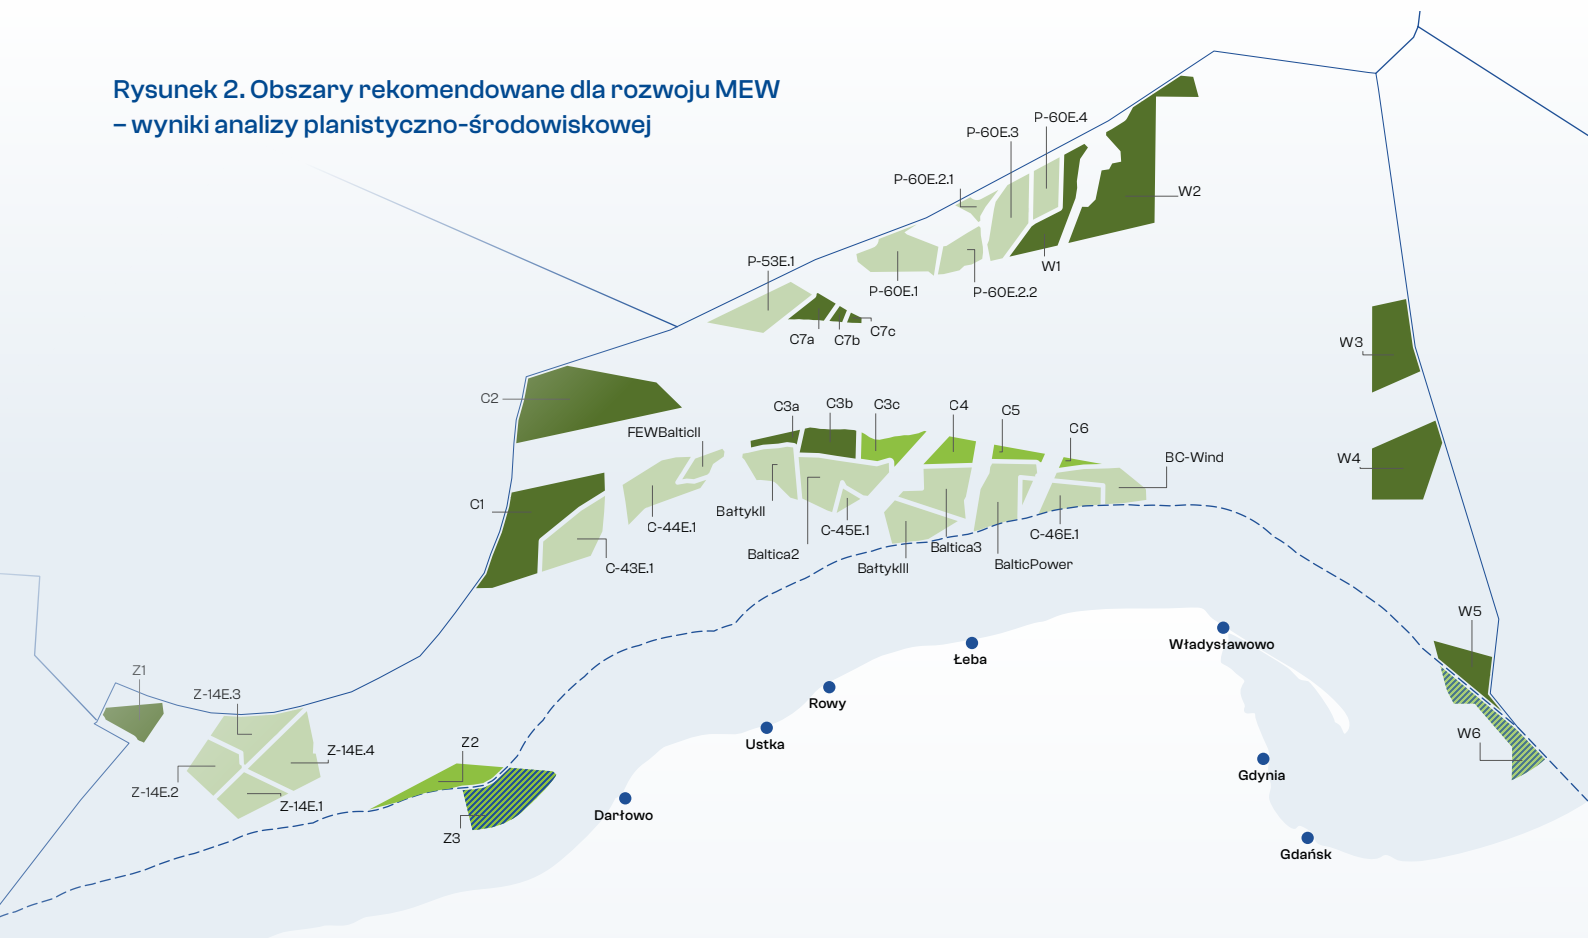 Rysunek 2. Obszary rekomendowane dla rozwoju MEW
– wyniki analizy planistyczno-środowiskowej
P-60E.4
P-60E.3
P-60E.2.1
W2
P-53E.1
W1
P-60E.1
P-60E.2.2
C7c
C7a
C7b
W3
C2
C3a
C3b
C3c
C4
C5
C6
FEWBalticII
BC-Wind
W4
C1
BałtykII
C-44E.1
C-45E.1
C-46E.1
Baltica2
Baltica3
C-43E.1
BałtykIII
BalticPower
W5
Władysławowo
Łeba
Z1
Z-14E.3
Rowy
W6
Ustka
Z2
Z-14E.4
Gdynia
Z-14E.2
Z-14E.1
Darłowo
Z3
Gdańsk